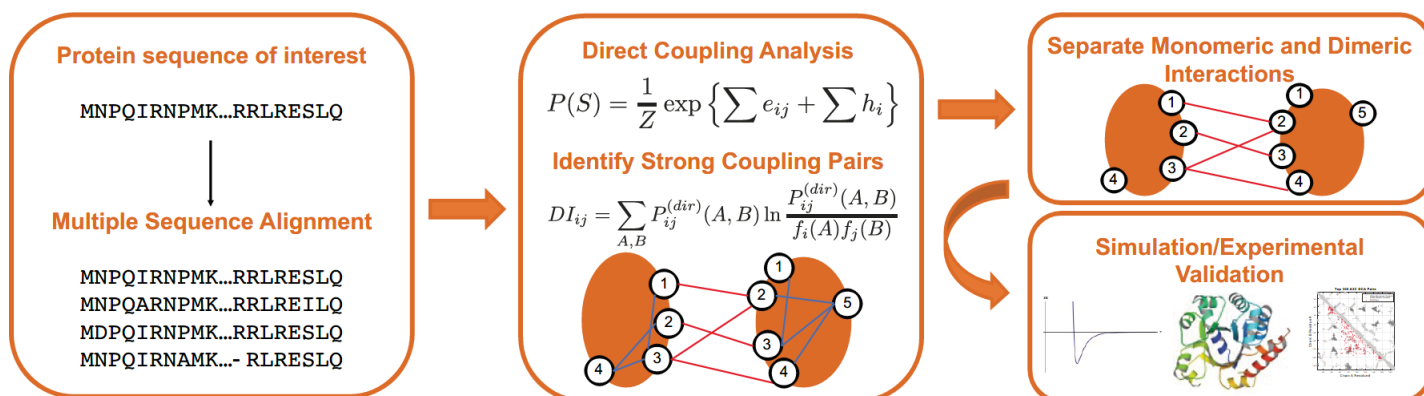 Protein sequence of interest
MNPQIRNPMK…RRLRESLQ
Multiple Sequence Alignment
MNPQIRNPMK…RRLRESLQ
MNPQARNPMK…RRLREILQ
MDPQIRNPMK…RRLRESLQ
MNPQIRNAMK…- RLRESLQ
Direct Coupling Analysis
P(S) = 1/Z exp { ∑ e_ij + ∑ h_i }
Identify Strong Coupling Pairs
DI_ij = ∑_A,B P_ij^(dir)(A, B) ln P_ij^(dir)(A, B) / f_i(A)f_j(B)
1
2
3
4
1
2
3
4
5
Separate Monomeric and Dimeric
Interactions
1
2
3
4
1
2
3
4
5
Simulation/Experimental
Validation